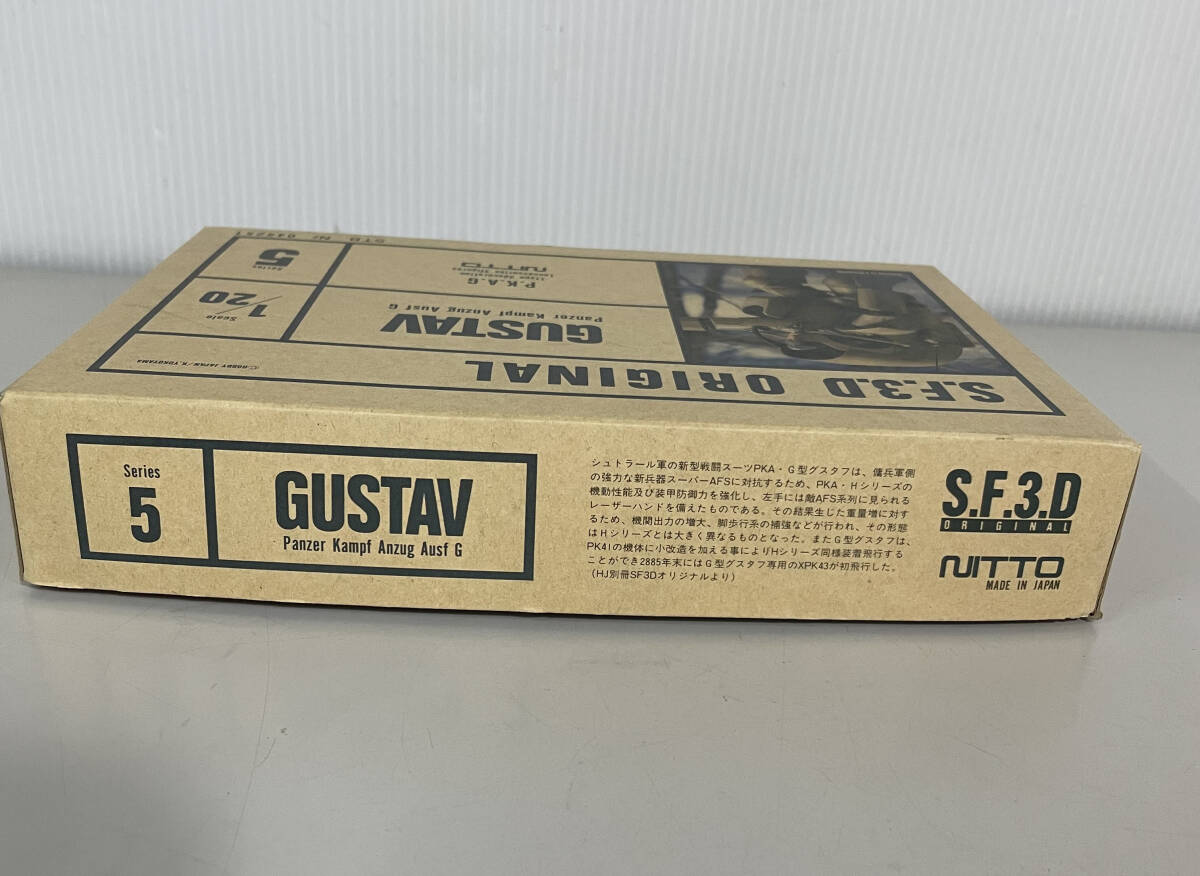 S.F.3.D ORIGINAL
GUSTAV
Panzer Kampf Anzug Ausf G
Scale
1/20
P.K.A.G
NITTO
Series
5
©HOBBY JAPAN/K.YOKOYAMA
Series
5
GUSTAV
Panzer Kampf Anzug Ausf G
シュトラール軍の新型戦闘スーツPKA・G型グスタフは、傭兵軍側
の強力な新兵器スーパーAFSに対抗するため、PKA・Hシリーズの
機動性能及び装甲防御力を強化し、左手には敵AFS系列に見られる
レーザーハンドを備えたものである。その結果生じた重量増に対す
るため、機関出力の増大、脚歩行系の補強などが行われ、その形態
はHシリーズとは大きく異なるものとなった。またG型グスタフは、
PK41の機体に小改造を加える事によりHシリーズ同様装着飛行する
ことができ2885年末にはG型グスタフ専用のXPK43が初飛行した。
(HJ別冊SF3Dオリジナルより)
S.F.3.D
ORIGINAL
NITTO
MADE IN JAPAN